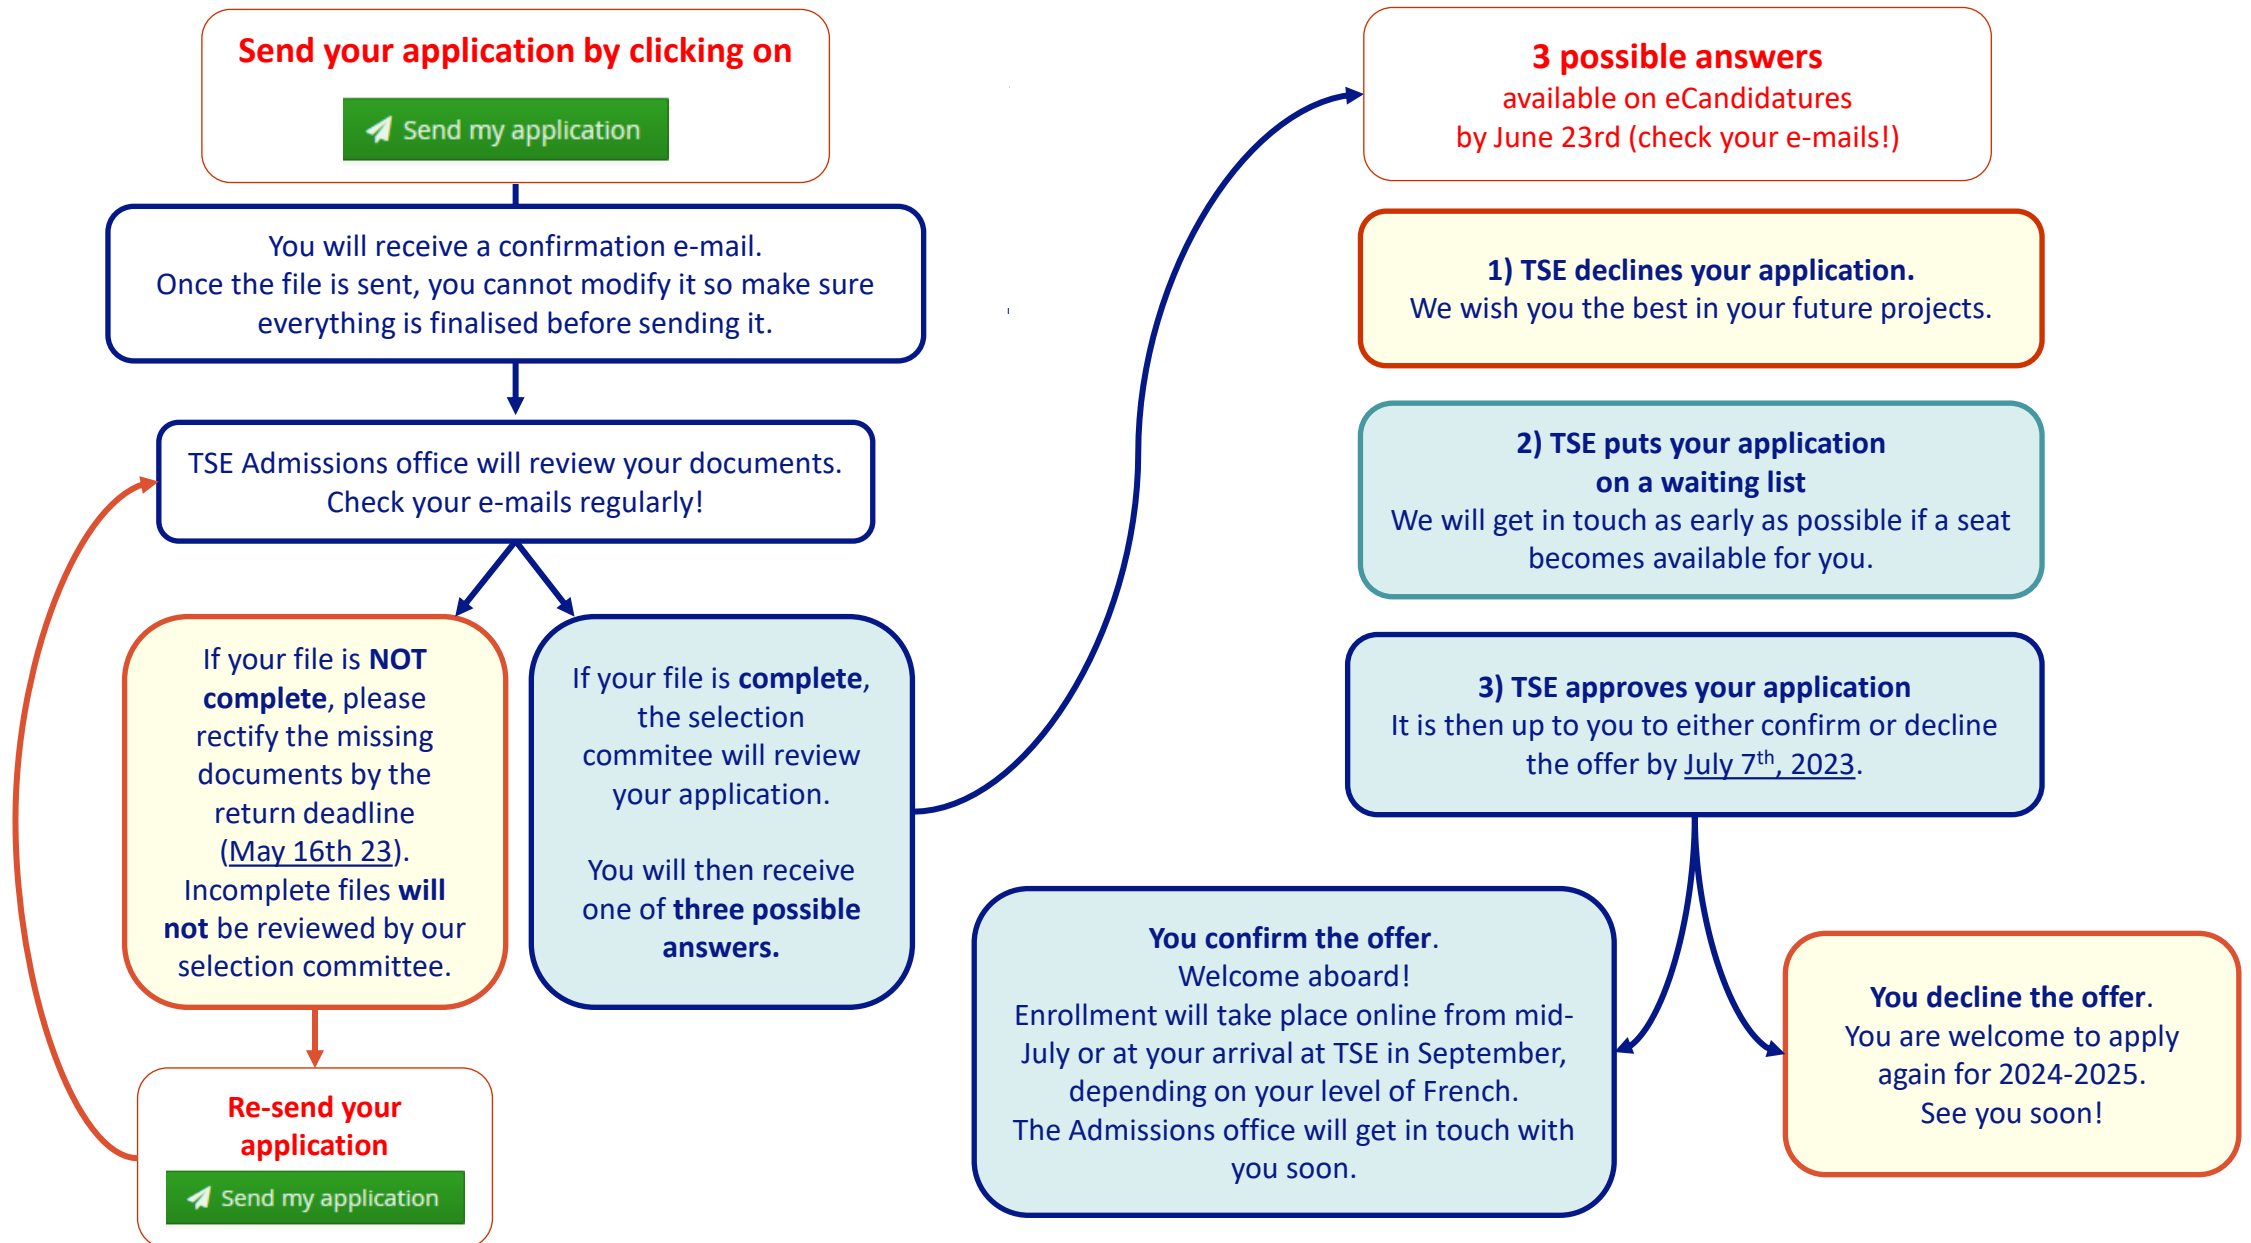 Send your application by clicking on
Send my application
You will receive a confirmation e-mail.
Once the file is sent, you cannot modify it so make sure
everything is finalised before sending it.
TSE Admissions office will review your documents.
Check your e-mails regularly!
If your file is NOT
complete, please
rectify the missing
documents by the
return deadline
(May 16th 23).
Incomplete files will
not be reviewed by our
selection committee.
Re-send your
application
Send my application
If your file is complete,
the selection
commitee will review
your application.
You will then receive
one of three possible
answers.
3 possible answers
available on eCandidatures
by June 23rd (check your e-mails!)
1) TSE declines your application.
We wish you the best in your future projects.
2) TSE puts your application
on a waiting list
We will get in touch as early as possible if a seat
becomes available for you.
3) TSE approves your application
It is then up to you to either confirm or decline
the offer by July 7th, 2023.
You confirm the offer.
Welcome aboard!
Enrollment will take place online from mid-
July or at your arrival at TSE in September,
depending on your level of French.
The Admissions office will get in touch with
you soon.
You decline the offer.
You are welcome to apply
again for 2024-2025.
See you soon!